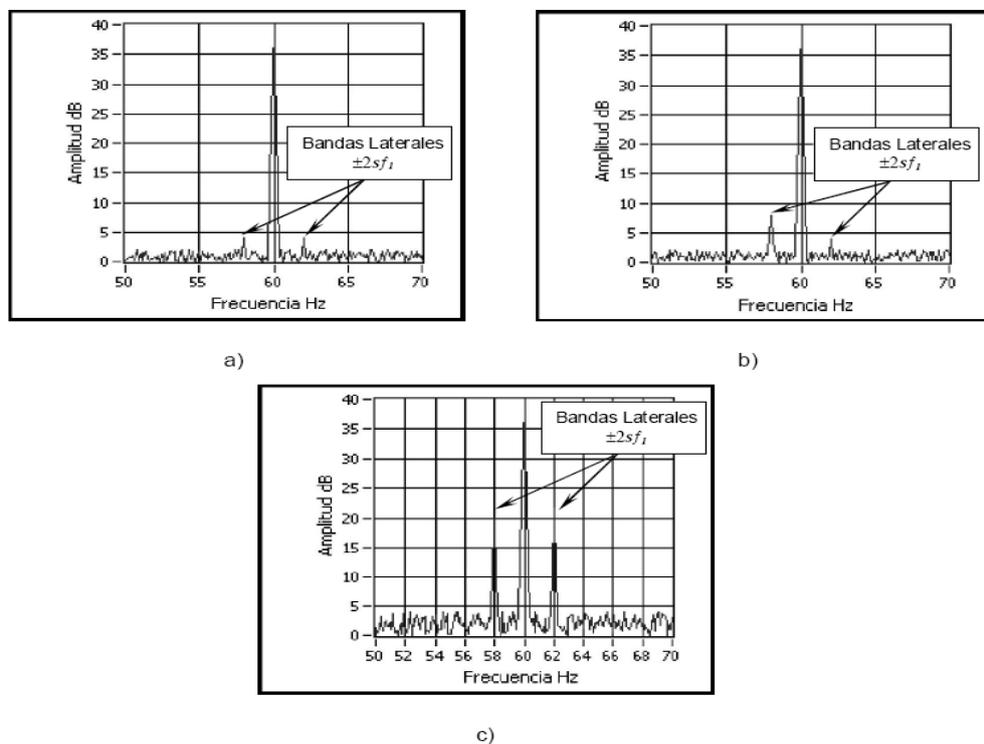 40
35
30
25
20
15
10
5
0
Amplitud dB
Bandas Laterales
±2sf₁
50 55 60 65 70
Frecuencia Hz
a)
40
35
30
25
20
15
10
5
0
Amplitud dB
Bandas Laterales
±2sf₁
50 55 60 65 70
Frecuencia Hz
b)
40
35
30
25
20
15
10
5
0
Amplitud dB
Bandas Laterales
±2sf₁
50 52 54 56 58 60 62 64 66 68 70
Frecuencia Hz
c)